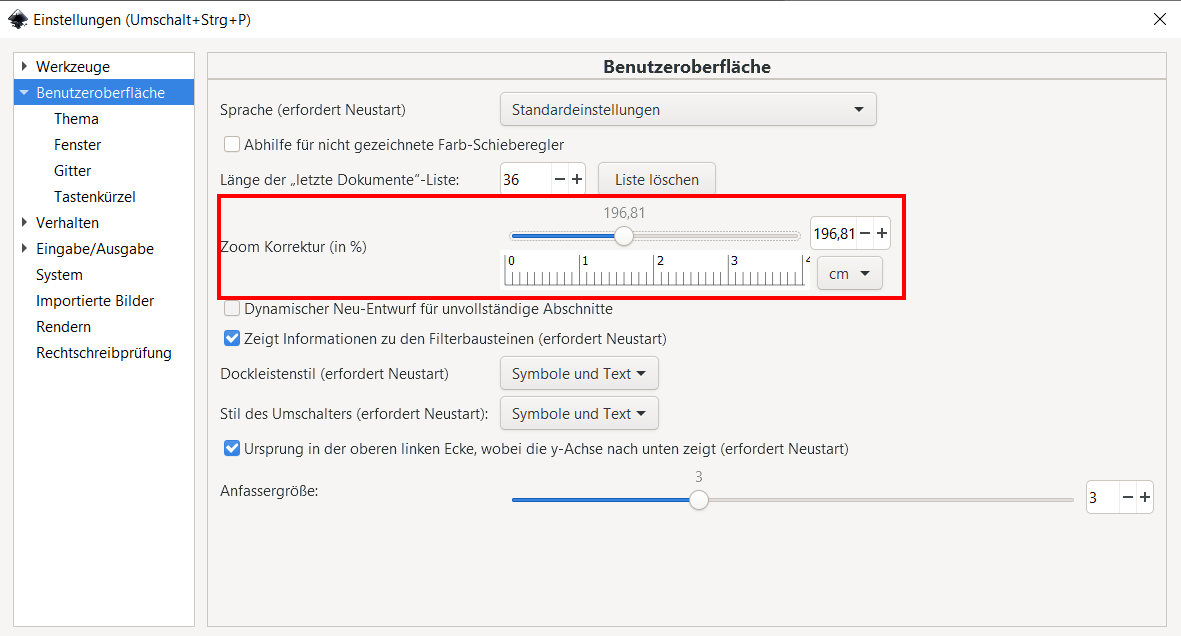 Einstellungen (Umschalt+Strg+P)
Werkzeuge
Benutzeroberfläche
Thema
Fenster
Gitter
Tastenkürzel
Verhalten
Eingabe/Ausgabe
System
Importierte Bilder
Rendern
Rechtschreibprüfung
Benutzeroberfläche
Sprache (erfordert Neustart) Standardeinstellungen
Abhilfe für nicht gezeichnete Farb-Schieberegler
Länge der „letzte Dokumente“-Liste: 36 − + Liste löschen
196,81
Zoom Korrektur (in %) 196,81 − +
0 1 2 3 4 cm
Dynamischer Neu-Entwurf für unvollständige Abschnitte
Zeigt Informationen zu den Filterbausteinen (erfordert Neustart)
Dockleistenstil (erfordert Neustart) Symbole und Text
Stil des Umschalters (erfordert Neustart): Symbole und Text
Ursprung in der oberen linken Ecke, wobei die y-Achse nach unten zeigt (erfordert Neustart)
3
Anfassergröße: 3 − +